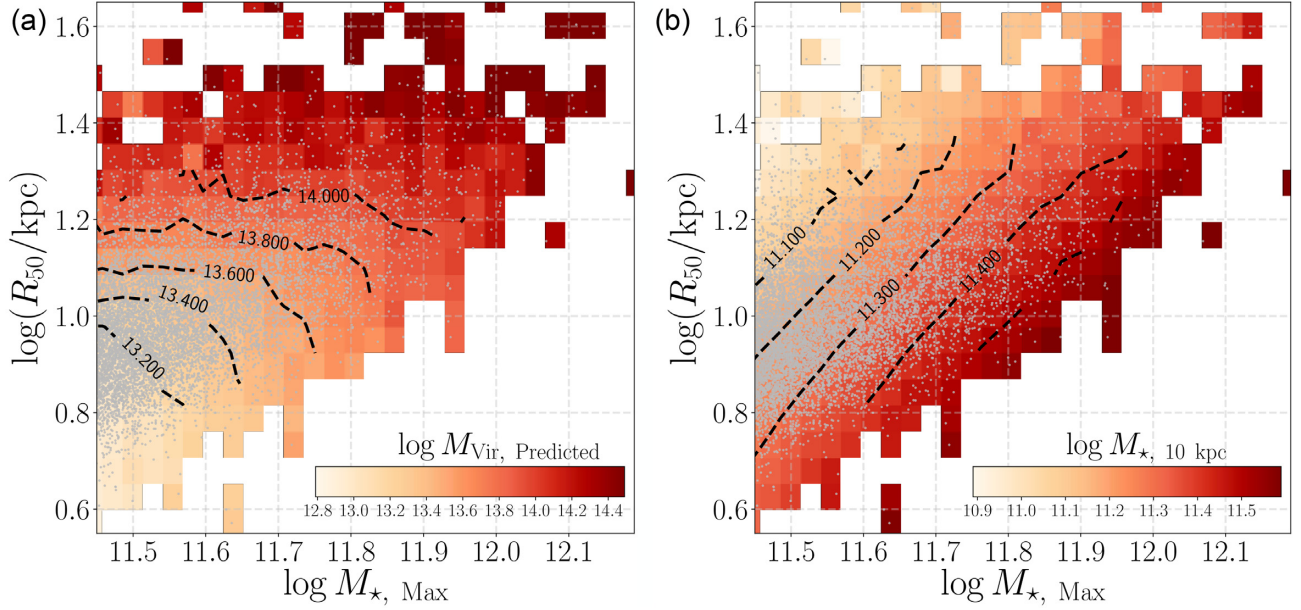 (a)
log(R50/kpc)
1.6
1.4
1.2
1.0
0.8
0.6
14.000
13.800
13.600
13.400
13.200
log MVir, Predicted
12.8 13.0 13.2 13.4 13.6 13.8 14.0 14.2 14.4
11.5 11.6 11.7 11.8 11.9 12.0 12.1
log M⋆, Max
(b)
log(R50/kpc)
1.6
1.4
1.2
1.0
0.8
0.6
11.100
11.200
11.300
11.400
log M⋆, 10 kpc
10.9 11.0 11.1 11.2 11.3 11.4 11.5
11.5 11.6 11.7 11.8 11.9 12.0 12.1
log M⋆, Max